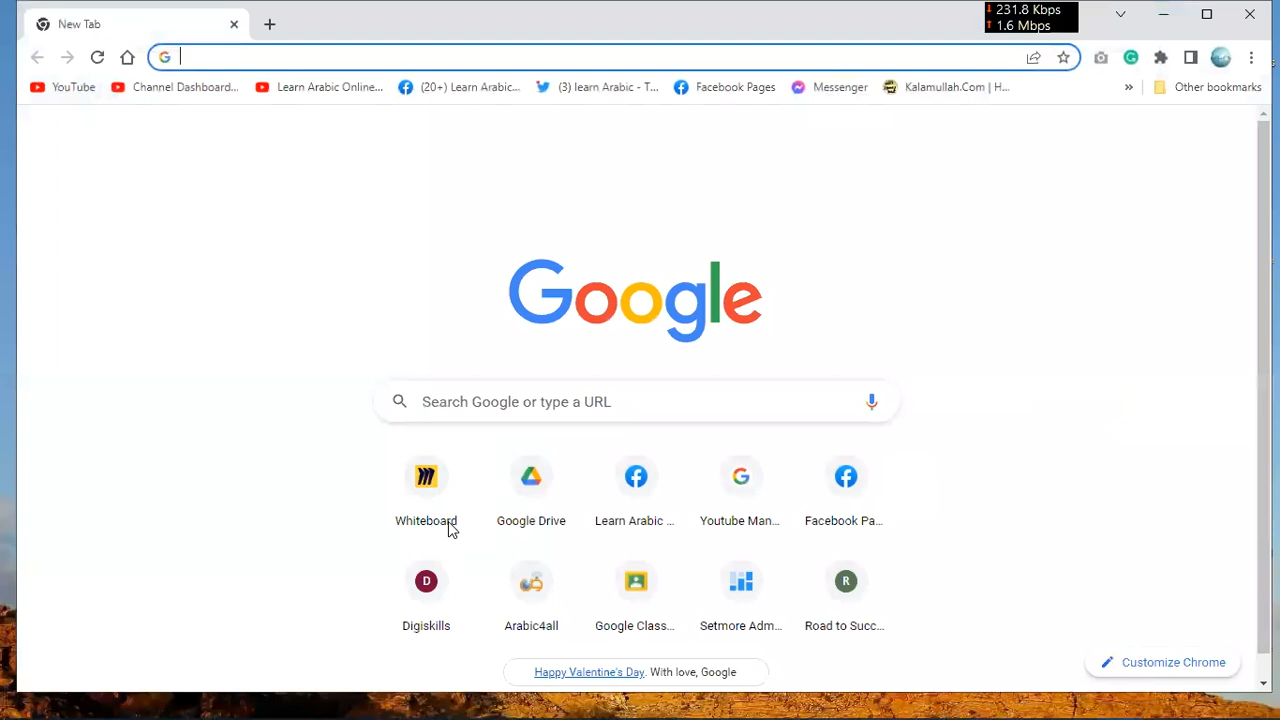 New Tab
231.8 Kbps
1.6 Mbps
YouTube
Channel Dashboard...
Learn Arabic Online...
(20+) Learn Arabic...
(3) learn Arabic - T...
Facebook Pages
Messenger
Kalamullah.Com | H...
»
Other bookmarks
Google
Search Google or type a URL
Whiteboard
Google Drive
Learn Arabic ...
Youtube Man...
Facebook Pa...
D
R
Digiskills
Arabic4all
Google Class...
Setmore Adm...
Road to Succ...
Happy Valentine's Day. With love, Google
Customize Chrome